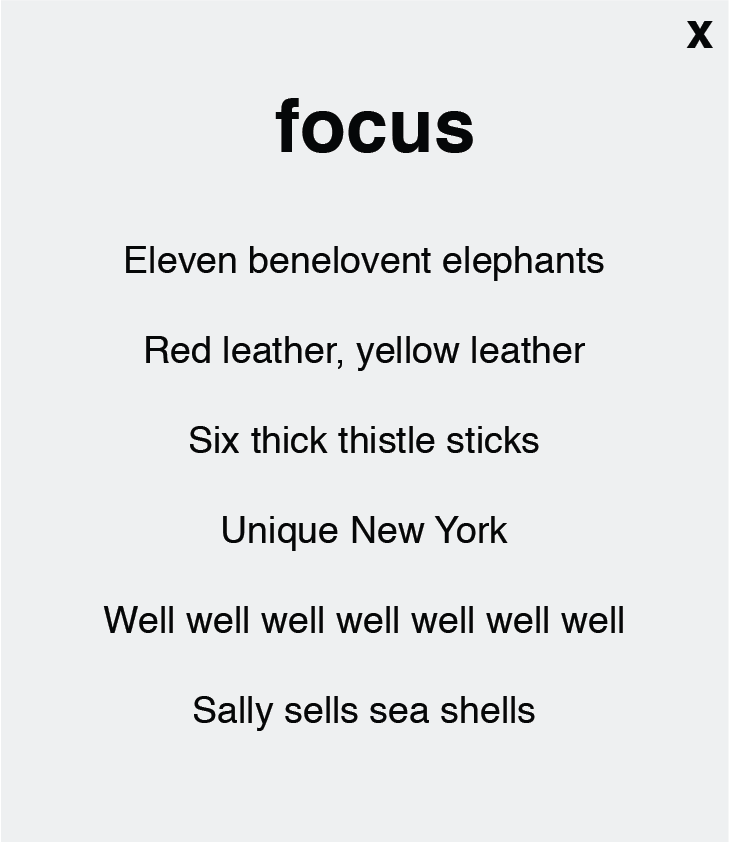 x
focus
Eleven benelovent elephants
Red leather, yellow leather
Six thick thistle sticks
Unique New York
Well well well well well well well
Sally sells sea shells